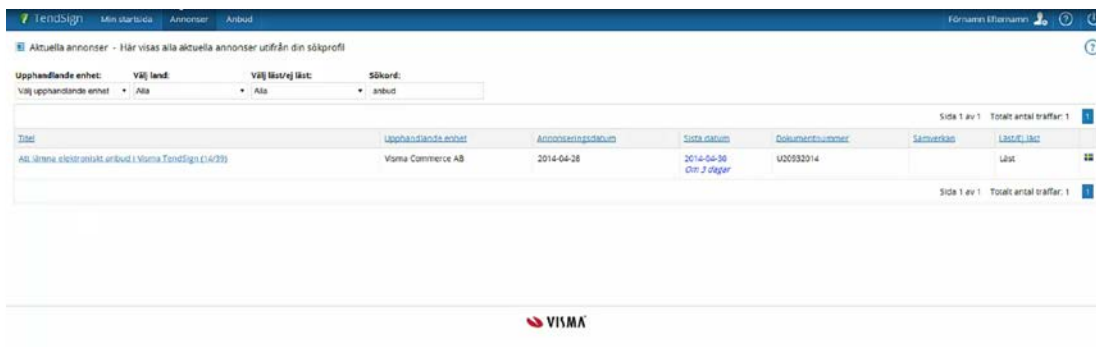 TendSign Min startsida Annonser Anbud Förnamn Efternamn
Aktuella annonser - Här visas alla aktuella annonser utifrån din sökprofil
Upphandlande enhet: Välj land: Välj läst/ej läst: Sökord:
Välj upphandlande enhet Alla Alla anbud
Sida 1 av 1 Totalt antal träffar: 1 1
Titel Upphandlande enhet Annonseringsdatum Sista datum Dokumentnummer Samverkan Läst/Ej läst
Att lämna elektroniskt anbud i Visma TendSign (14/39) Visma Commerce AB 2014-04-28 2014-04-30 U20932014 Läst
Om 3 dagar
Sida 1 av 1 Totalt antal träffar: 1 1
VISMA